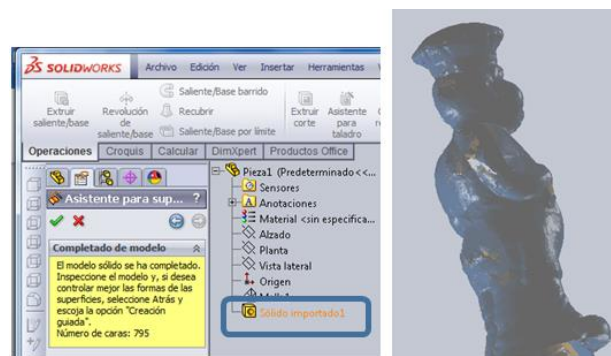 SOLIDWORKS Archivo Edición Ver Insertar Herramientas
Saliente/Base barrido
Recubrir
Saliente/Base por límite
Extruir saliente/base
Revolución de saliente/base
Extruir corte
Asistente para taladro
Operaciones Croquis Calcular DimXpert Productos Office
Asistente para sup... ?
Completado de modelo
El modelo sólido se ha completado.
Inspeccione el modelo y, si desea
controlar mejor las formas de las
superficies, seleccione Atrás y
escoja la opción "Creación
guiada".
Número de caras: 795
Pieza1 (Predeterminado<<...
Sensores
Anotaciones
Material <sin especifica...
Alzado
Planta
Vista lateral
Origen
Sólido importado1